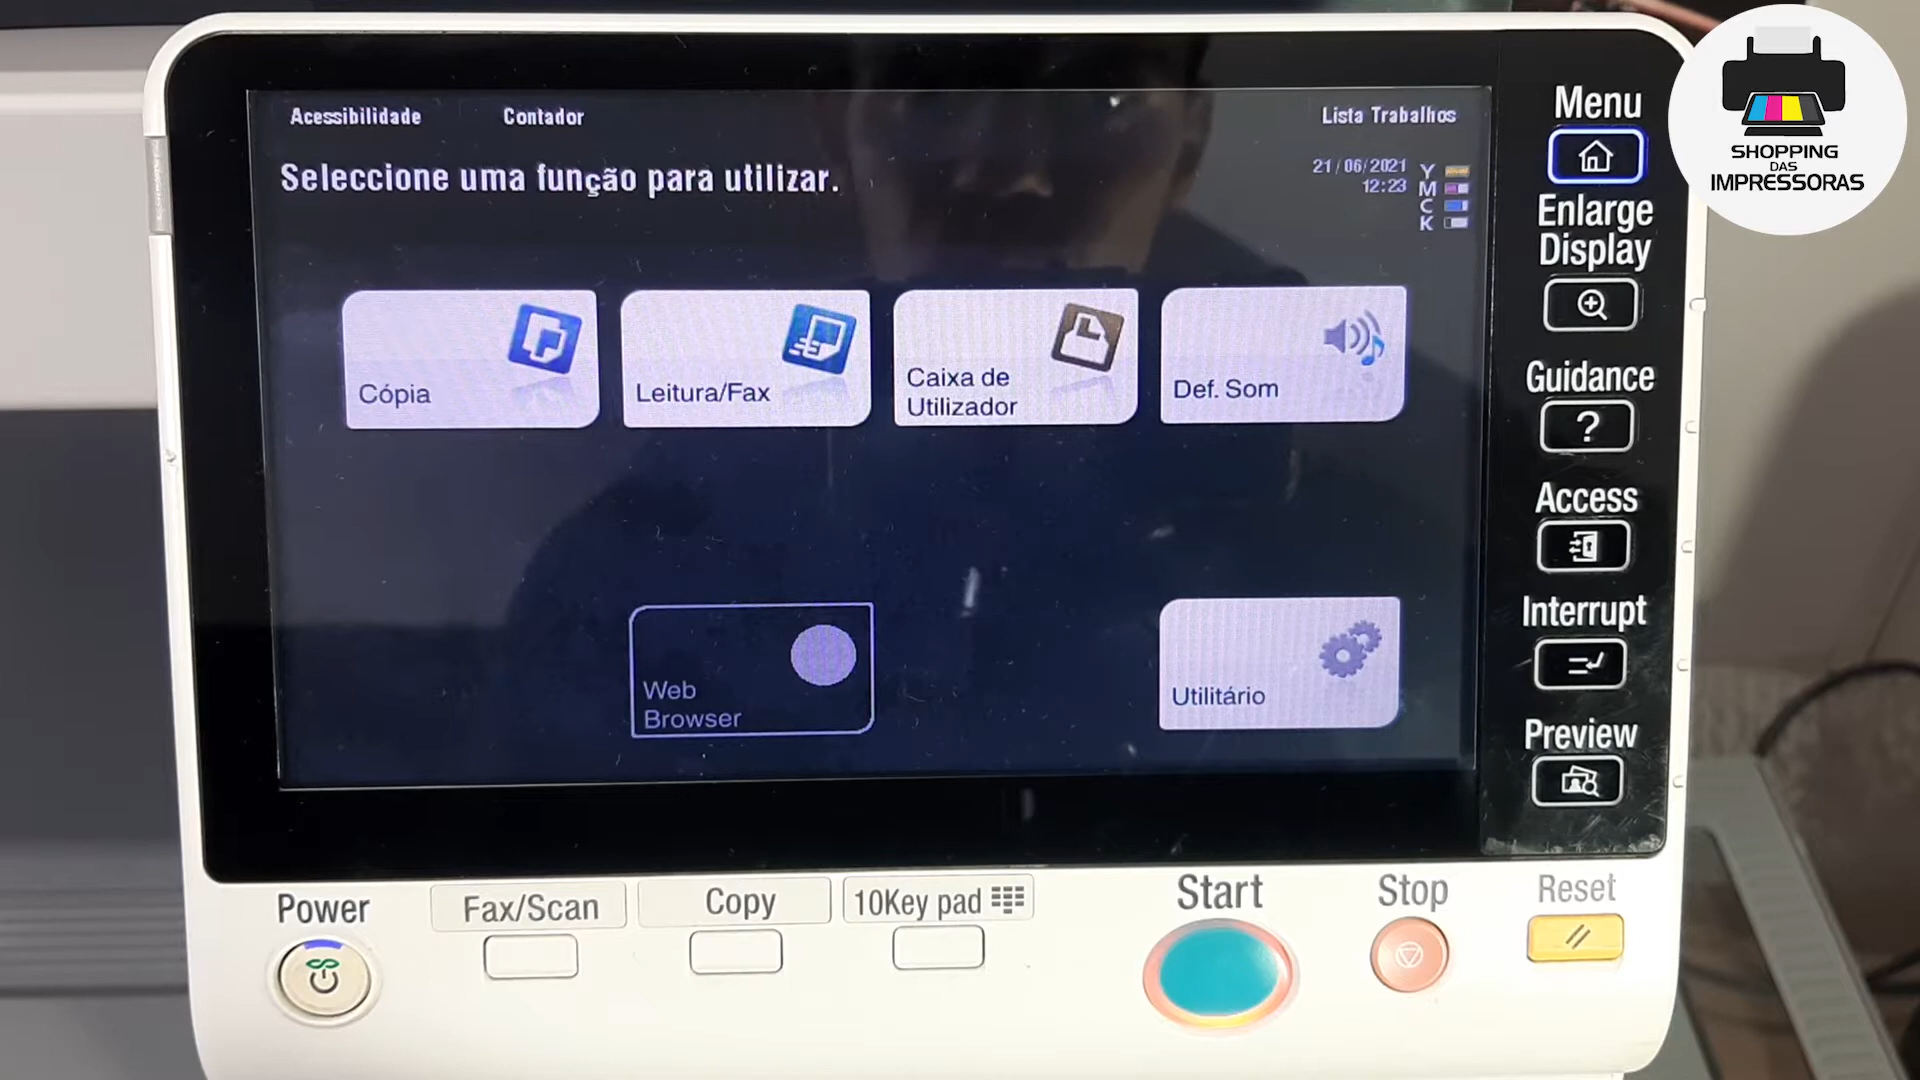 Acessibilidade
Contador
Lista Trabalhos
Seleccione uma função para utilizar.
21/06/2021
12:23
Y
M
C
K
Cópia
Leitura/Fax
Caixa de
Utilizador
Def. Som
Web
Browser
Utilitário
Menu
Enlarge
Display
Guidance
?
Access
Interrupt
Preview
SHOPPING
DAS
IMPRESSORAS
Power
Fax/Scan
Copy
10Key pad
Start
Stop
Reset